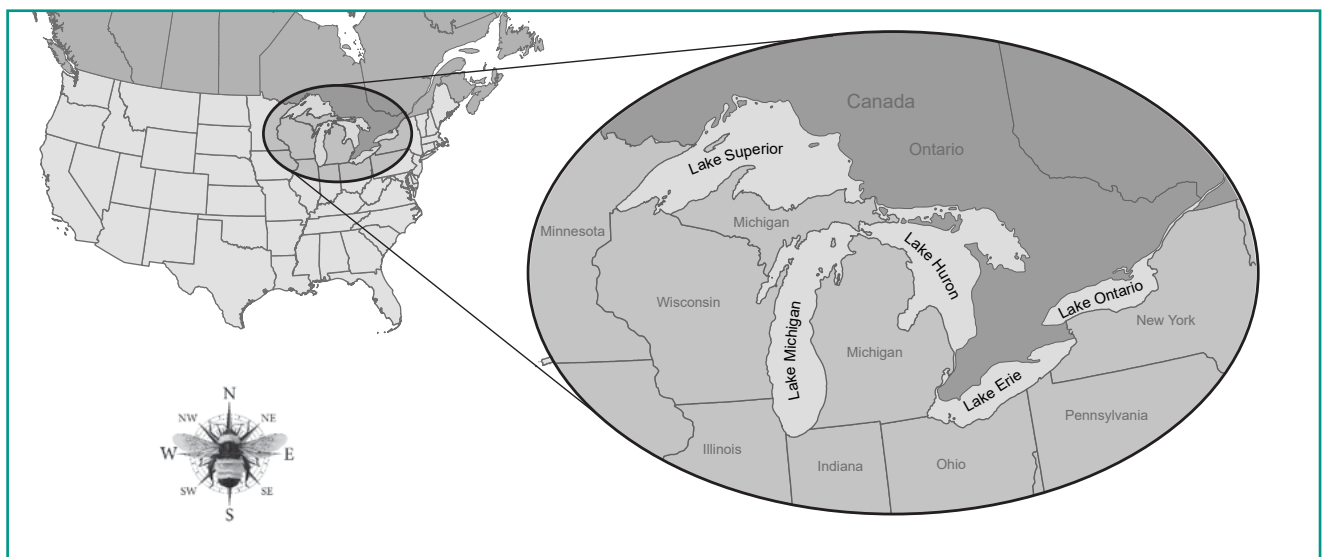 Canada
Ontario
Lake Superior
Minnesota
Michigan
Lake Huron
Wisconsin
Lake Michigan
Lake Ontario
New York
Michigan
Lake Erie
Pennsylvania
Illinois
Indiana
Ohio
N
NW
NE
W
E
SW
SE
S